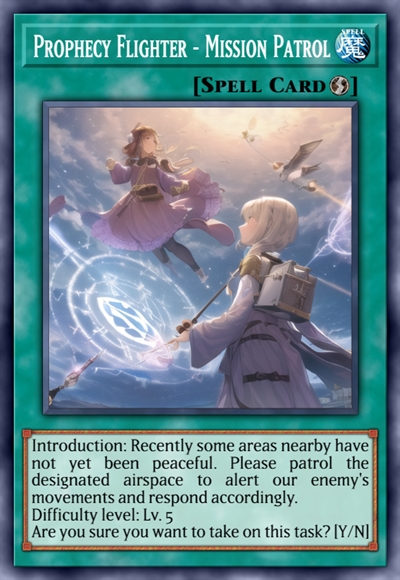 PROPHECY FLIGHTER - MISSION PATROL
SPELL
魔
[SPELL CARD]
Introduction: Recently some areas nearby have
not yet been peaceful. Please patrol the
designated airspace to alert our enemy's
movements and respond accordingly.
Difficulty level: Lv. 5
Are you sure you want to take on this task? [Y/N]